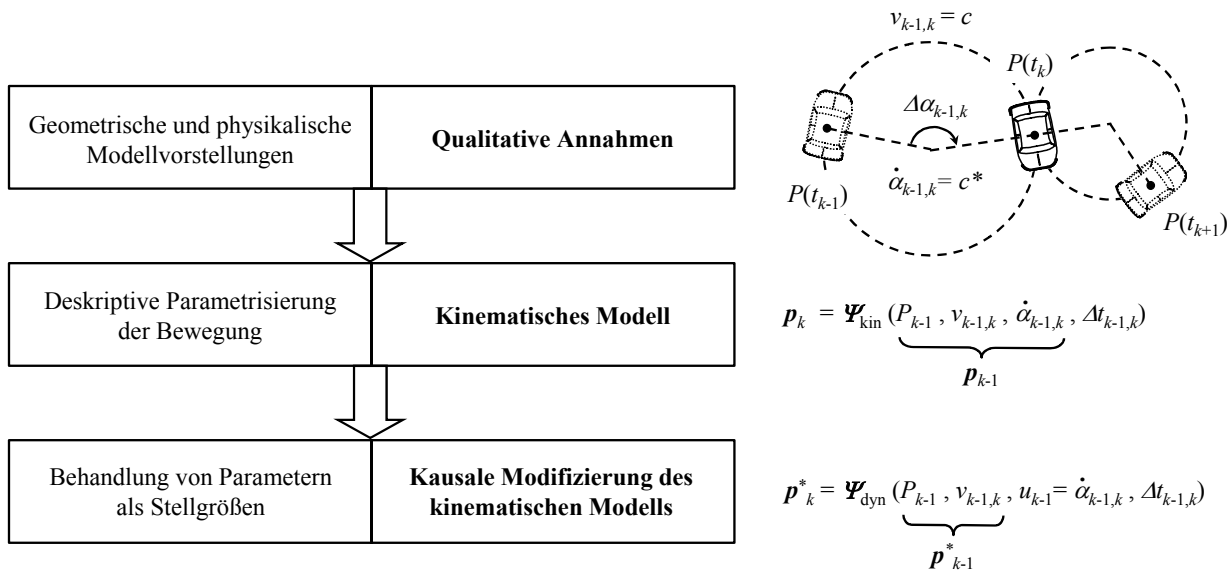 v_{k-1,k} = c
P(t_k)
Δα_{k-1,k}
α̇_{k-1,k} = c*
P(t_{k-1})
P(t_{k+1})
Geometrische und physikalische
Modellvorstellungen
Qualitative Annahmen
Deskriptive Parametrisierung
der Bewegung
Kinematisches Modell
p_k = Ψ_kin (P_{k-1} , v_{k-1,k} , α̇_{k-1,k} , Δt_{k-1,k})
p_{k-1}
Behandlung von Parametern
als Stellgrößen
Kausale Modifizierung des
kinematischen Modells
p*_k = Ψ_dyn (P_{k-1} , v_{k-1,k} , u_{k-1} = α̇_{k-1,k} , Δt_{k-1,k})
p*_{k-1}